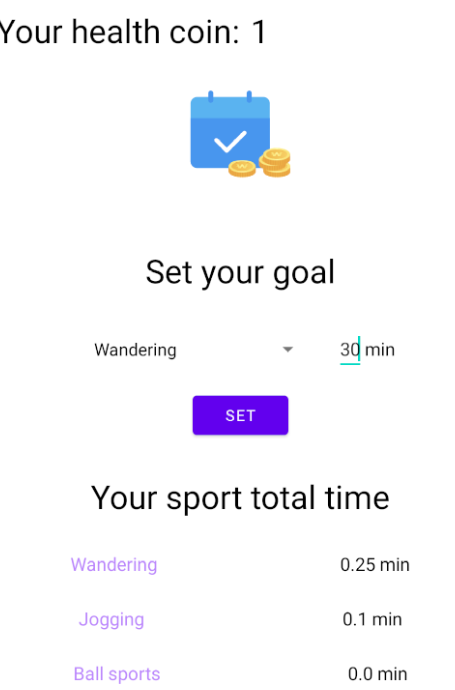 Your health coin: 1
Set your goal
Wandering 30 min
SET
Your sport total time
Wandering 0.25 min
Jogging 0.1 min
Ball sports 0.0 min